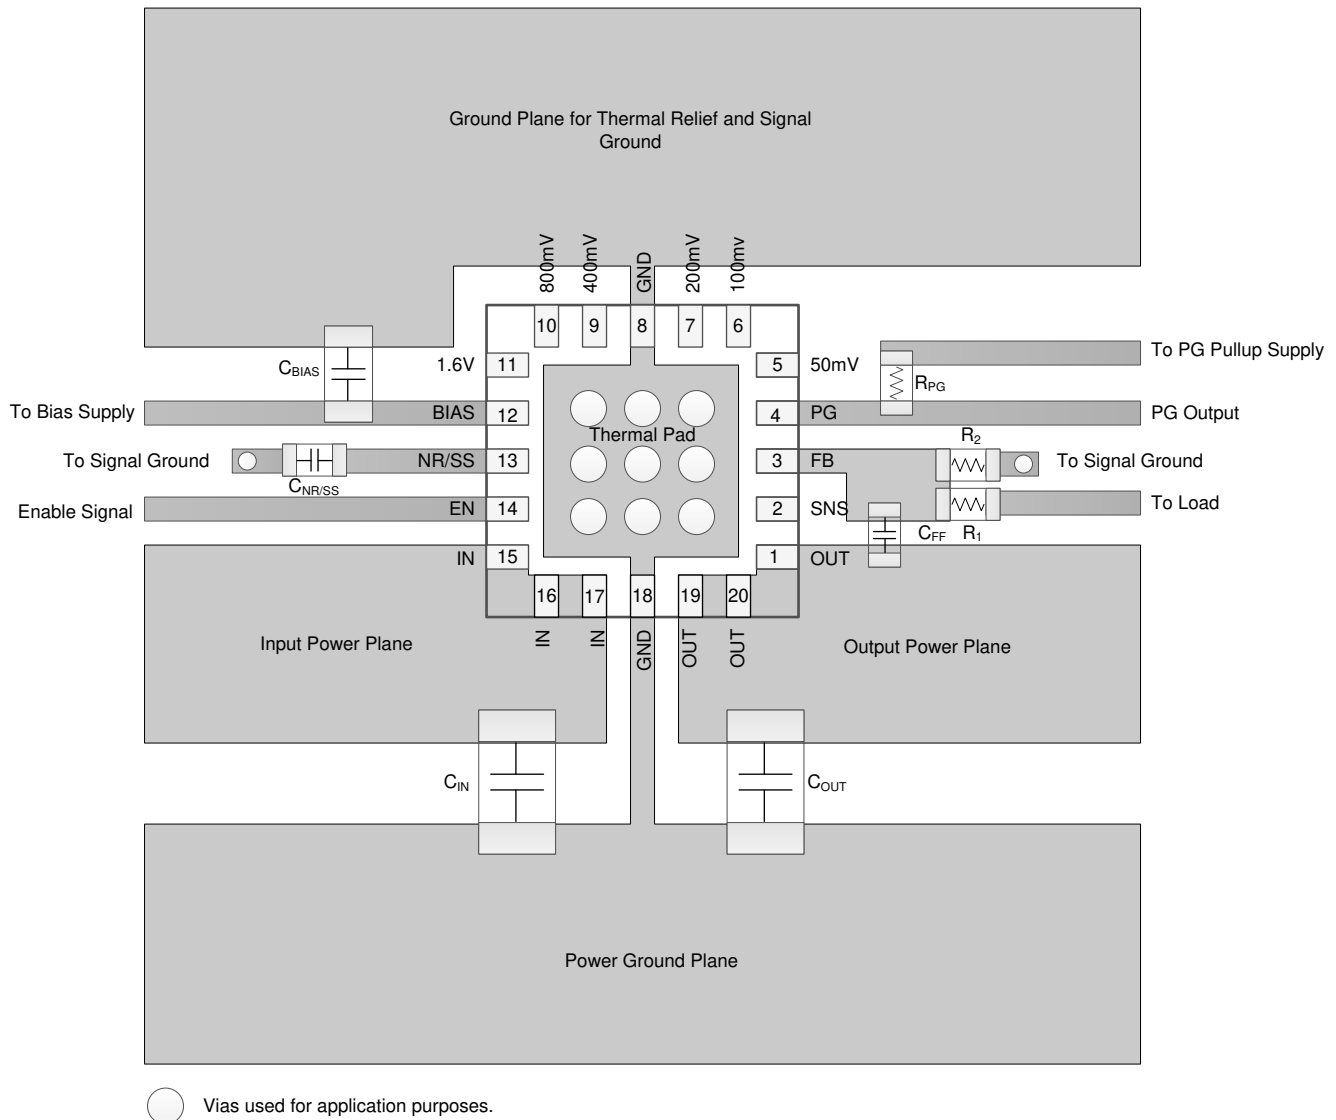 Ground Plane for Thermal Relief and Signal
Ground
800mV
400mV
GND
200mV
100mv
10
9
8
7
6
CBIAS
1.6V
11
5
50mV
To PG Pullup Supply
RPG
To Bias Supply
BIAS
12
4
PG
PG Output
Thermal Pad
R2
To Signal Ground
NR/SS
13
3
FB
To Signal Ground
CNR/SS
Enable Signal
EN
14
2
SNS
To Load
CFF
R1
IN
15
1
OUT
16
17
18
19
20
IN
IN
GND
OUT
OUT
Input Power Plane
Output Power Plane
CIN
COUT
Power Ground Plane
Vias used for application purposes.